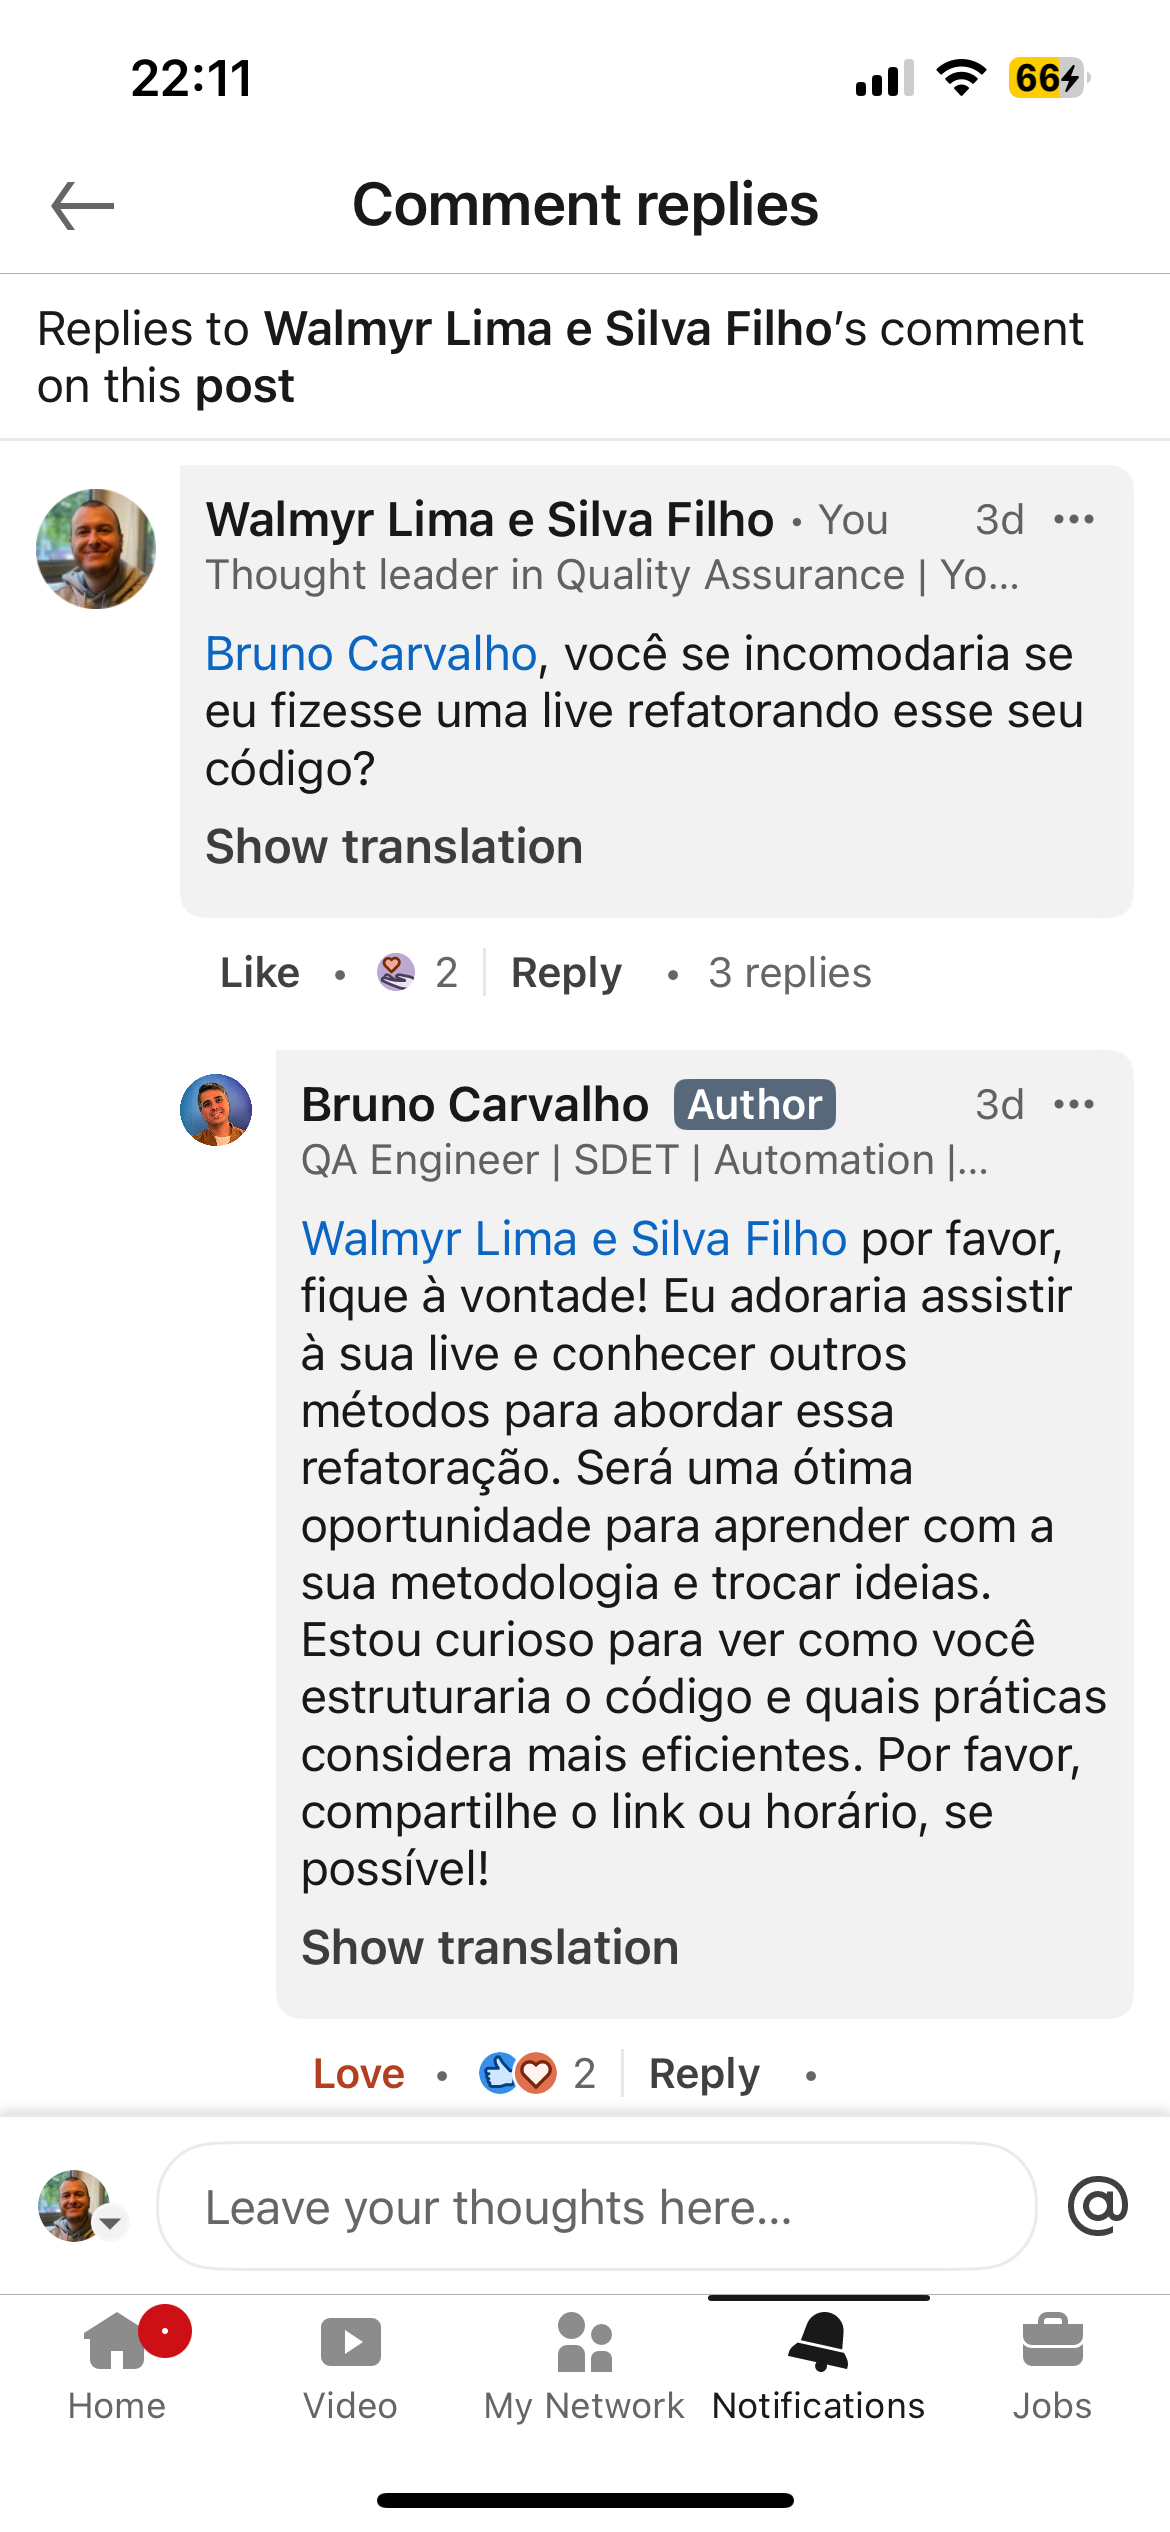 22:11
66
Comment replies
Replies to Walmyr Lima e Silva Filho's comment
on this post
Walmyr Lima e Silva Filho • You 3d
Thought leader in Quality Assurance | Yo...
Bruno Carvalho, você se incomodaria se
eu fizesse uma live refatorando esse seu
código?
Show translation
Like • 2 Reply • 3 replies
Bruno Carvalho Author 3d
QA Engineer | SDET | Automation |...
Walmyr Lima e Silva Filho por favor,
fique à vontade! Eu adoraria assistir
à sua live e conhecer outros
métodos para abordar essa
refatoração. Será uma ótima
oportunidade para aprender com a
sua metodologia e trocar ideias.
Estou curioso para ver como você
estruturaria o código e quais práticas
considera mais eficientes. Por favor,
compartilhe o link ou horário, se
possível!
Show translation
Love • 2 Reply •
Leave your thoughts here...
@
Home Video My Network Notifications Jobs